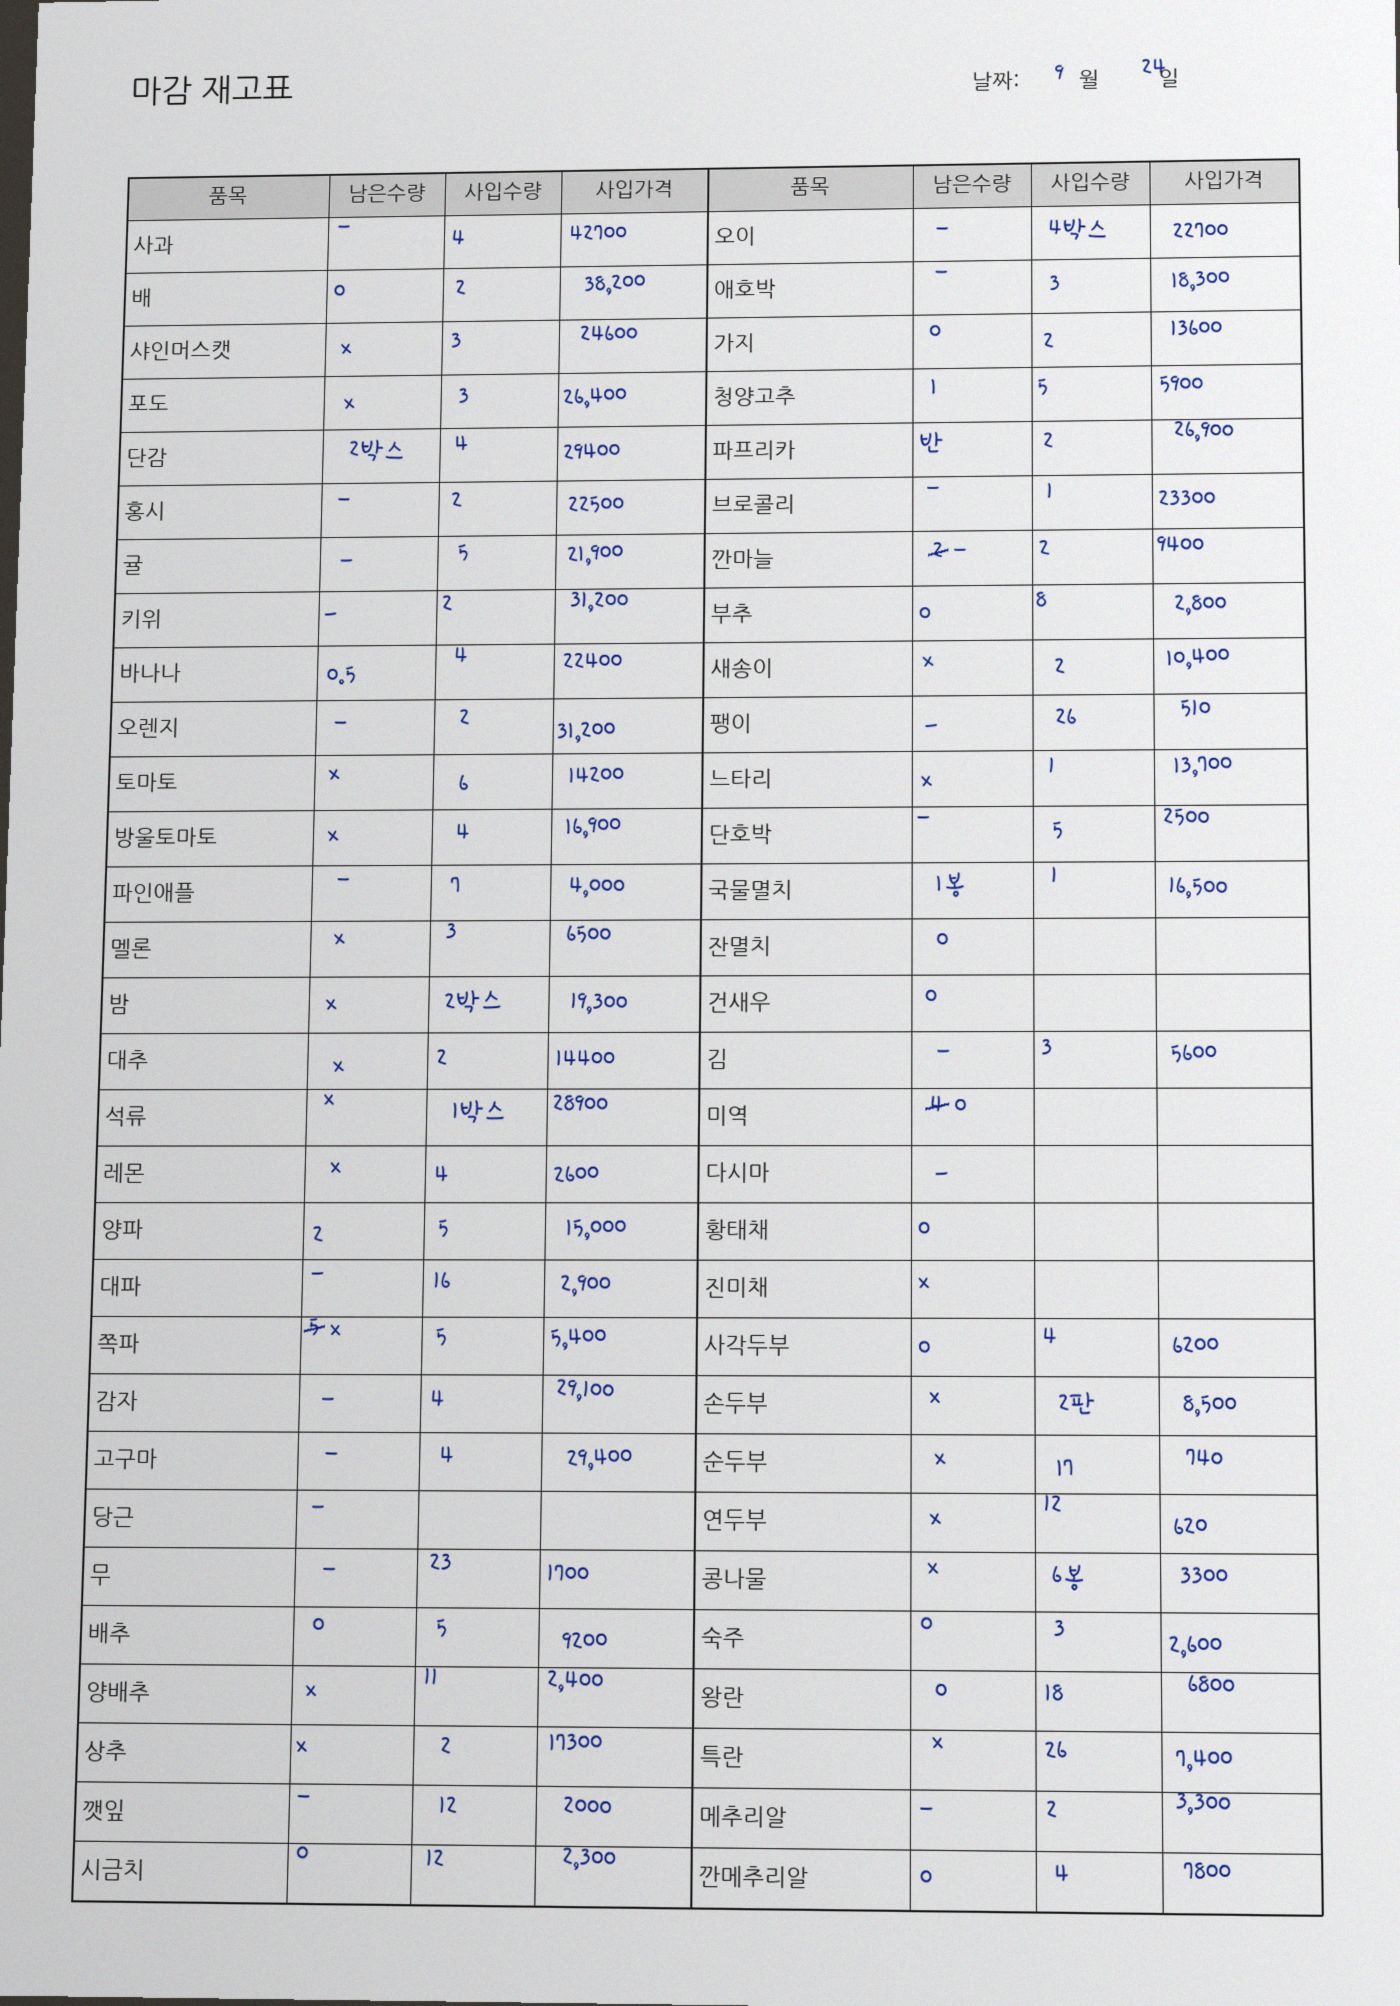 마감 재고표
날짜: 9 월 24일
품목 남은수량 사입수량 사입가격 품목 남은수량 사입수량 사입가격
사과 - 4 42700 오이 - 4박스 22700
배 0 2 38,200 애호박 - 3 18,300
샤인머스캣 x 3 24600 가지 0 2 13600
포도 x 3 26,400 청양고추 1 5 5900
단감 2박스 4 29400 파프리카 반 2 26,900
홍시 - 2 22500 브로콜리 - 1 23300
귤 - 5 21,900 깐마늘 2 - 2 9400
키위 - 2 31,200 부추 0 8 2,800
바나나 0.5 4 22400 새송이 x 2 10,400
오렌지 - 2 31,200 팽이 - 26 510
토마토 x 6 14200 느타리 x 1 13,700
방울토마토 x 4 16,900 단호박 - 5 2500
파인애플 - 7 4,000 국물멸치 1봉 1 16,500
멜론 x 3 6500 잔멸치 0
밤 x 2박스 19,300 건새우 0
대추 x 2 14400 김 - 3 5600
석류 x 1박스 28900 미역 4 0
레몬 x 4 2600 다시마 -
양파 2 5 15,000 황태채 0
대파 - 16 2,900 진미채 x
쪽파 5 x 5 5,400 사각두부 0 4 6200
감자 - 4 29,100 손두부 x 2판 8,500
고구마 - 4 29,400 순두부 x 17 740
당근 - 연두부 x 12 620
무 - 23 1700 콩나물 x 6봉 3300
배추 0 5 9200 숙주 0 3 2,600
양배추 x 11 2,400 왕란 0 18 6800
상추 x 2 17300 특란 x 26 7,400
깻잎 - 12 2000 메추리알 - 2 3,300
시금치 0 12 2,300 깐메추리알 0 4 7800